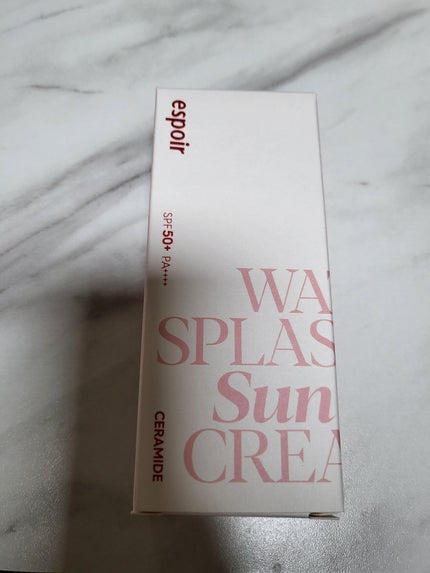 espoir
SPF50+ PA++++
WA
SPLAS
Sun
CREA
CERAMIDE